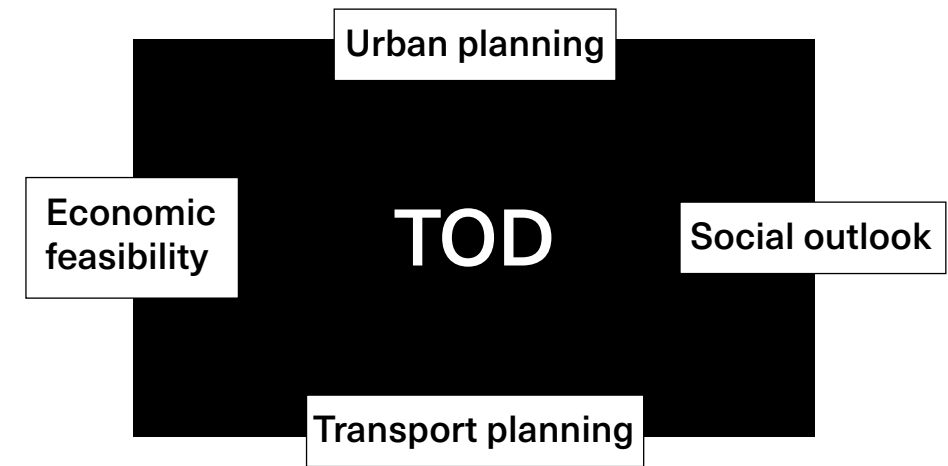 Urban planning
Economic
feasibility
TOD
Social outlook
Transport planning